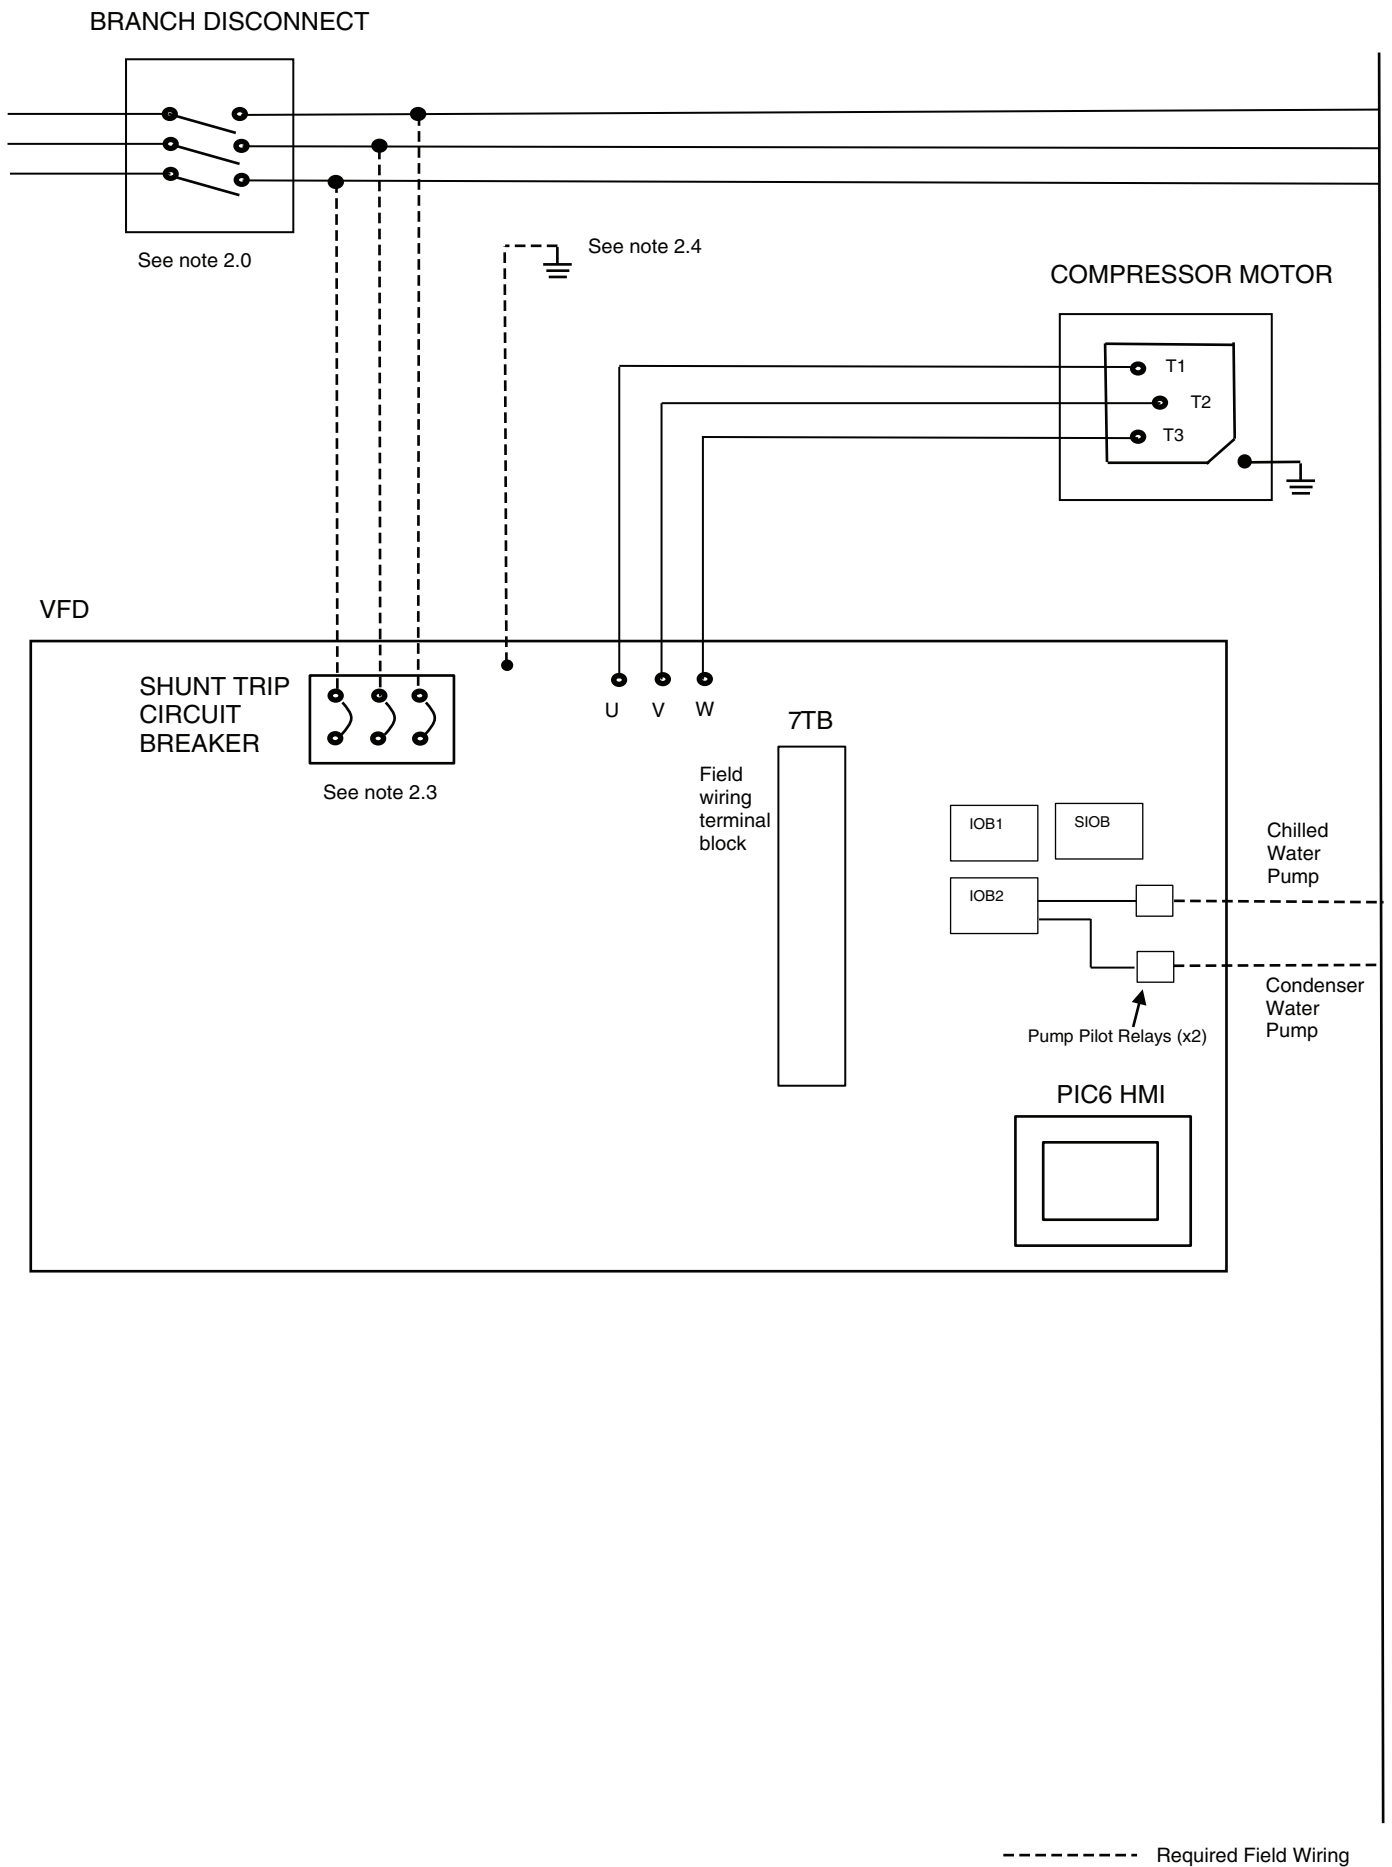 BRANCH DISCONNECT
See note 2.0
See note 2.4
COMPRESSOR MOTOR
T1
T2
T3
VFD
SHUNT TRIP
CIRCUIT
BREAKER
See note 2.3
U V W
7TB
Field
wiring
terminal
block
IOB1
SIOB
IOB2
Chilled
Water
Pump
Condenser
Water
Pump
Pump Pilot Relays (x2)
PIC6 HMI
Required Field Wiring